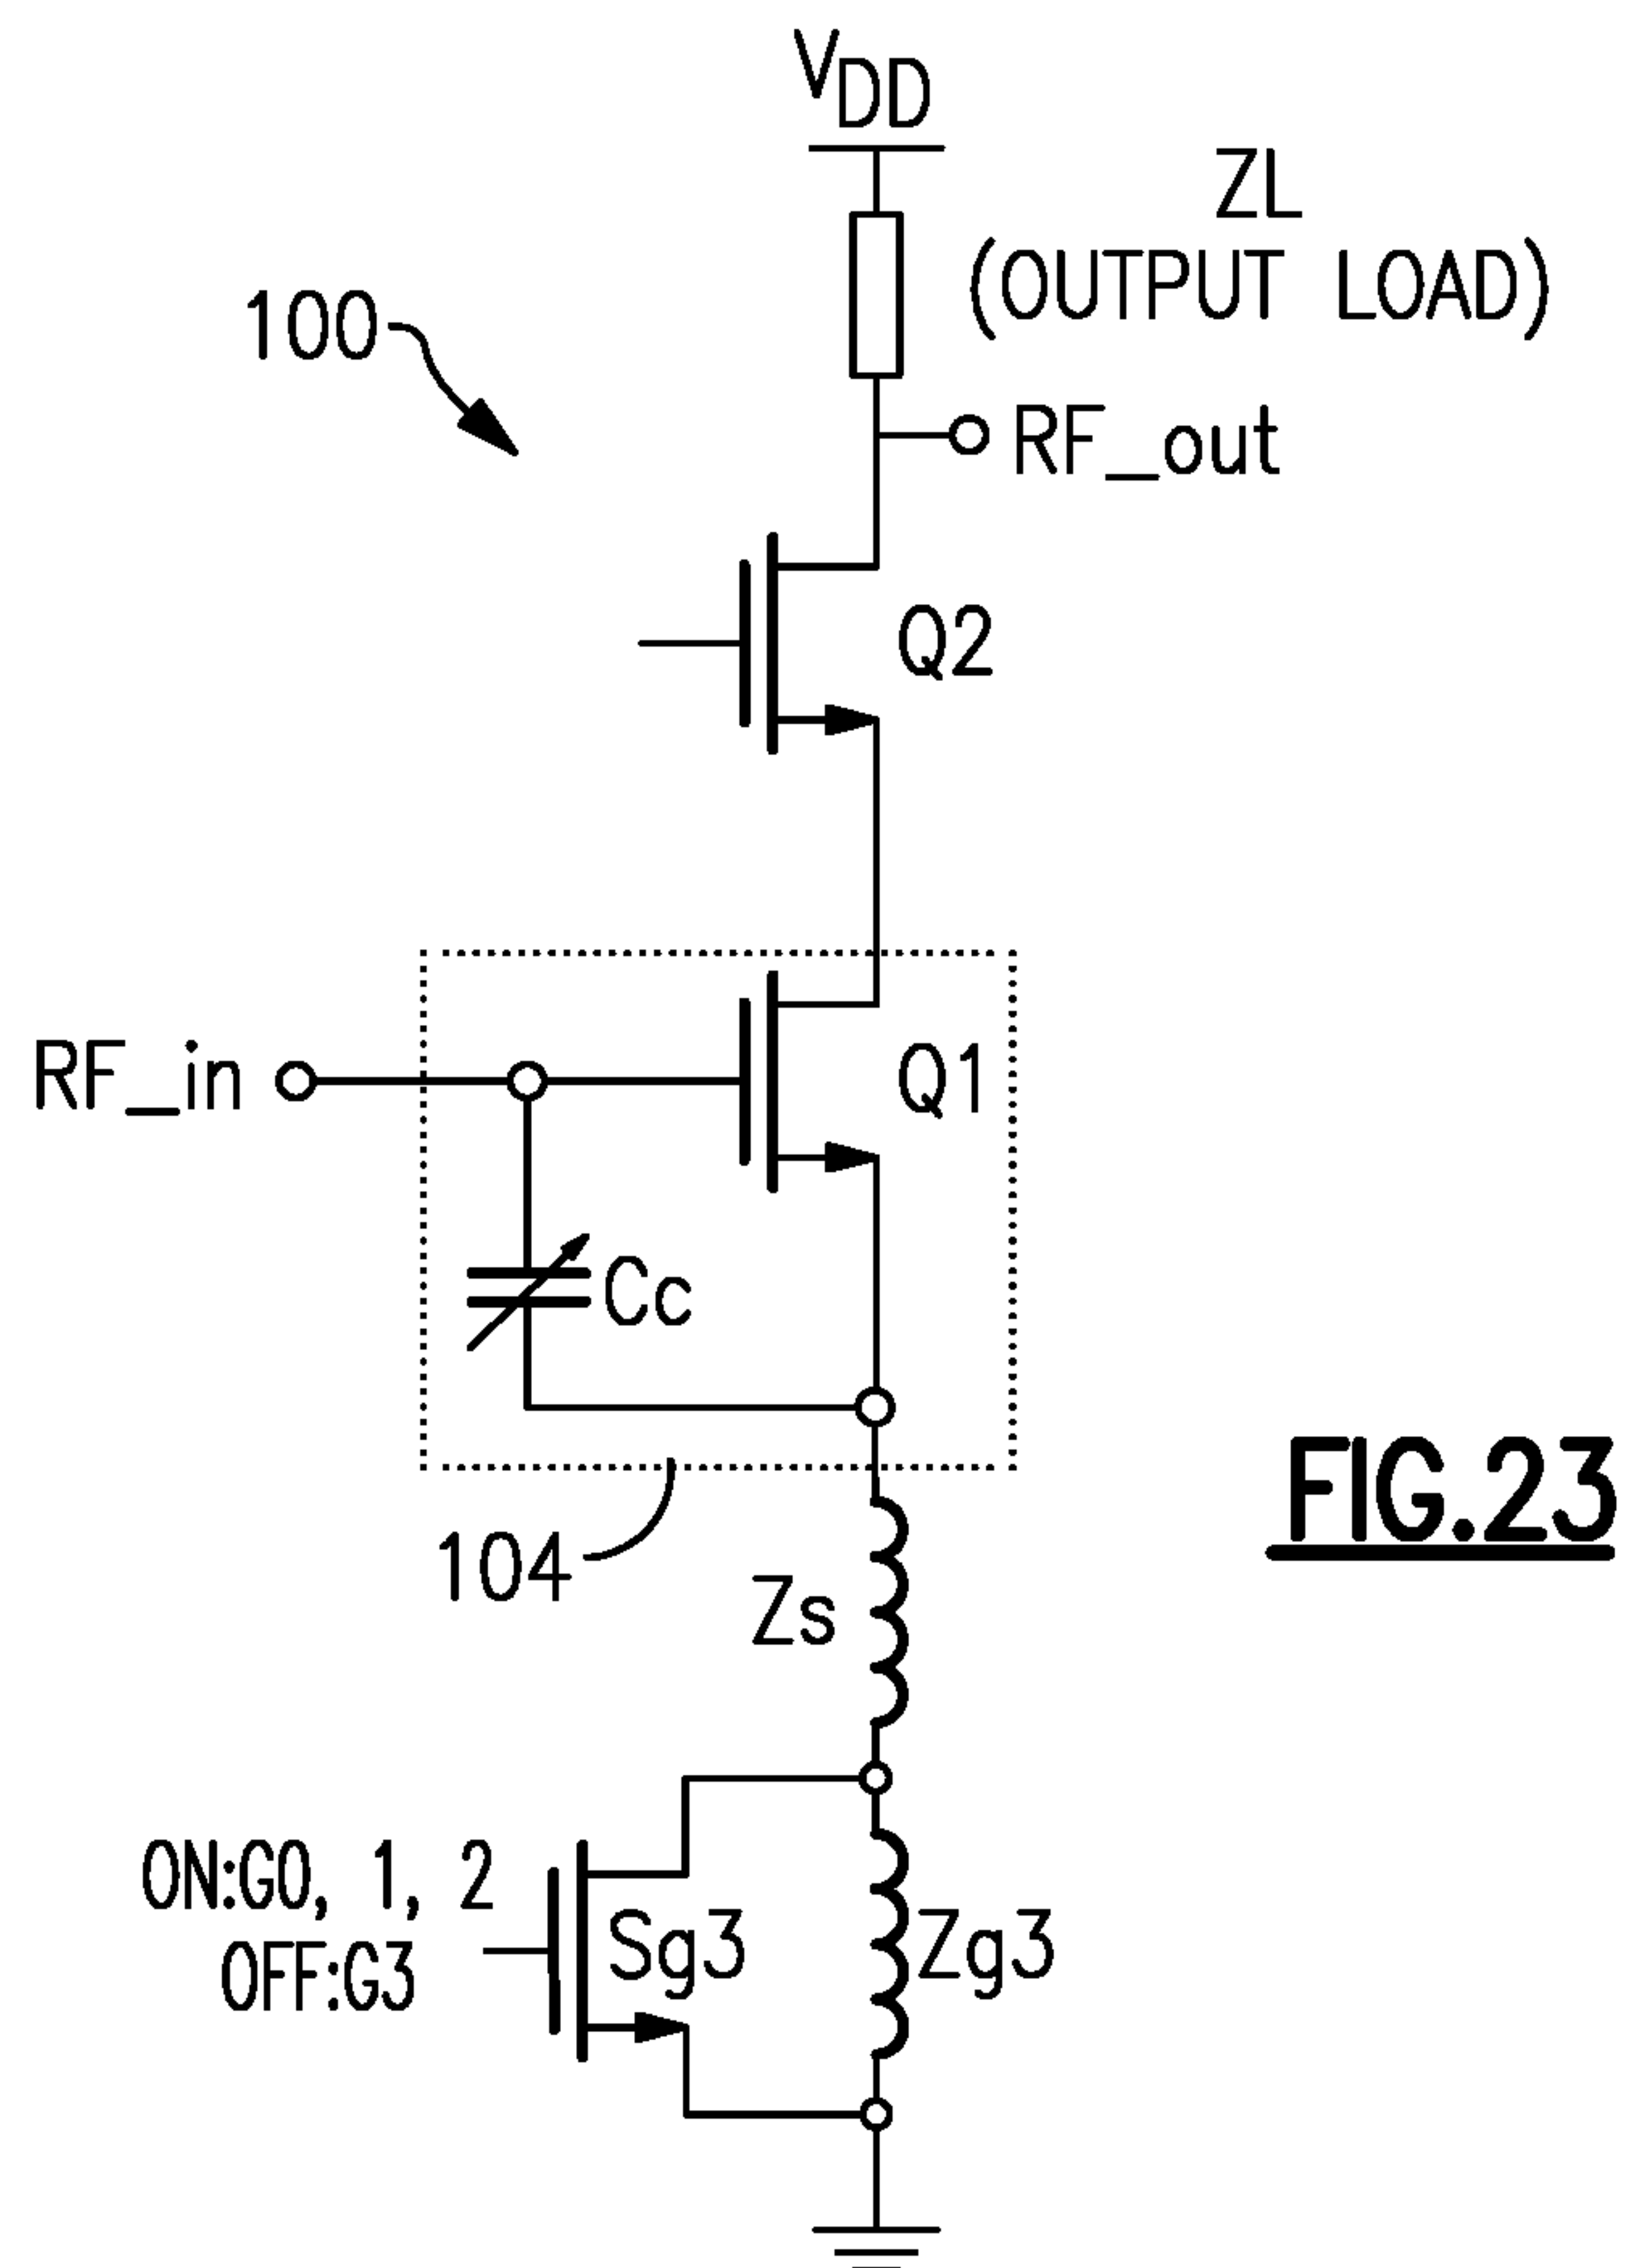 VDD
ZL
(OUTPUT LOAD)
100
RF_out
Q2
RF_in
Q1
Cc
104
Zs
FIG.23
ON:G0, 1, 2
OFF:G3
Sg3
Zg3